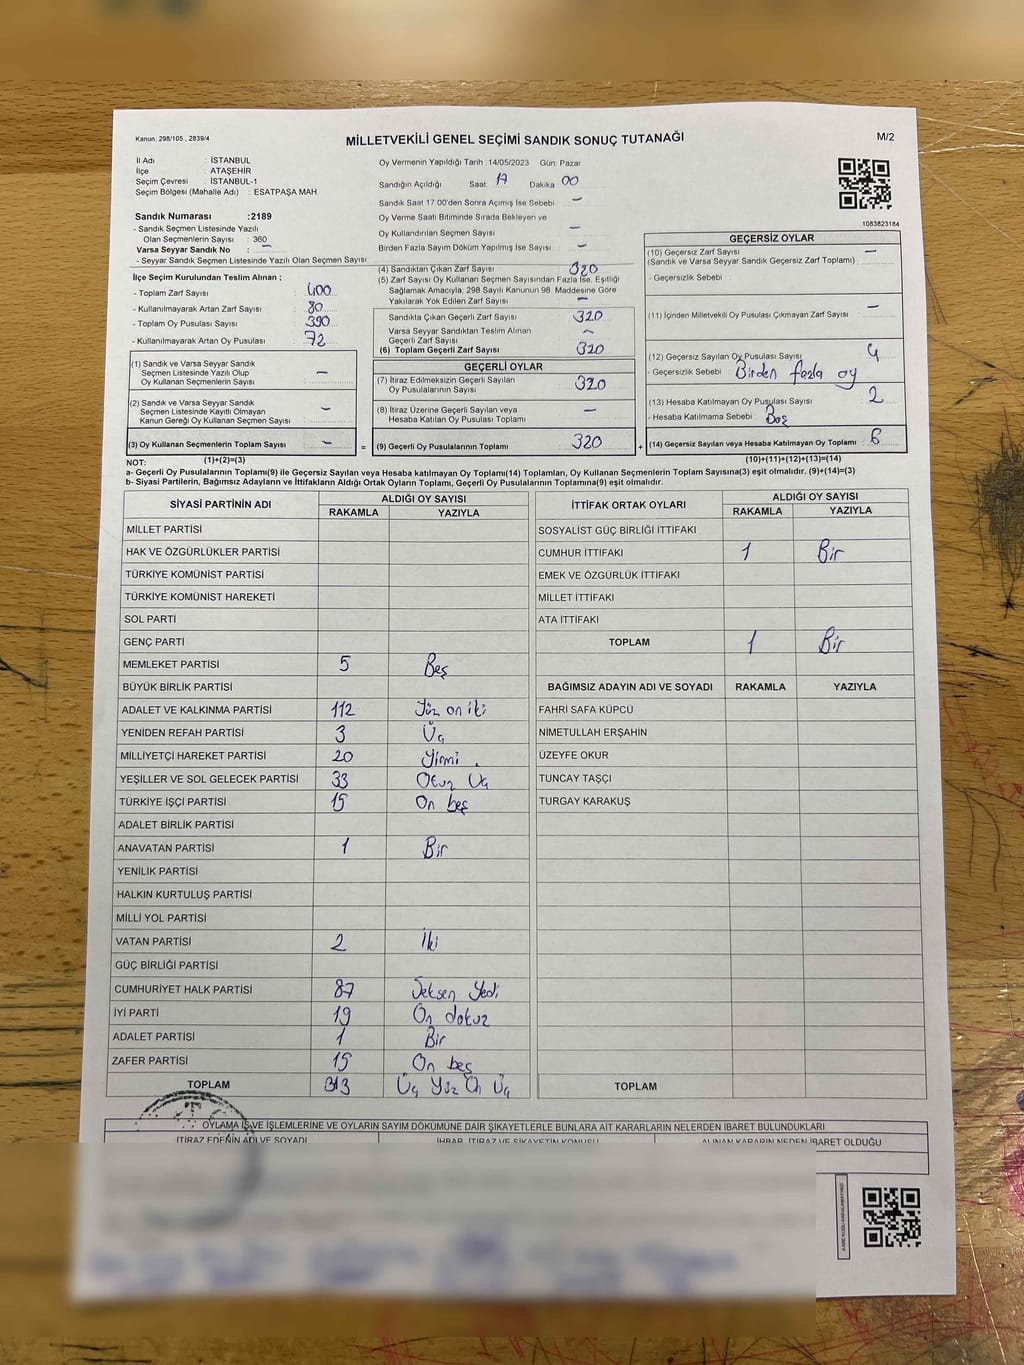 Kanun: 298/105 , 2839/4
MİLLETVEKİLİ GENEL SEÇİMİ SANDIK SONUÇ TUTANAĞI
M/2
İl Adı : İSTANBUL
İlçe : ATAŞEHİR
Seçim Çevresi : İSTANBUL-1
Seçim Bölgesi (Mahalle Adı) : ESATPAŞA MAH.
Sandık Numarası :2189
- Sandık Seçmen Listesinde Yazılı
Olan Seçmenlerin Sayısı : 360
Varsa Seyyar Sandık No : –
- Seyyar Sandık Seçmen Listesinde Yazılı Olan Seçmen Sayısı:
İlçe Seçim Kurulundan Teslim Alınan ;
- Toplam Zarf Sayısı : 400
- Kullanılmayarak Artan Zarf Sayısı : 80
- Toplam Oy Pusulası Sayısı : 390
- Kullanılmayarak Artan Oy Pusulası : 72
Oy Vermenin Yapıldığı Tarih :14/05/2023 Gün: Pazar
Sandığın Açıldığı Saat: 17 Dakika: 00
Sandık Saat 17.00'den Sonra Açımış İse Sebebi : –
Oy Verme Saati Bitiminde Sırada Bekleyen ve
Oy Kullandırılan Seçmen Sayısı : –
Birden Fazla Sayım Döküm Yapılmış İse Sayısı : –
(4) Sandıktan Çıkan Zarf Sayısı : 320
(5) Zarf Sayısı Oy Kullanan Seçmen Sayısından Fazla İse, Eşitliği
Sağlamak Amacıyla, 298 Sayılı Kanunun 98. Maddesine Göre
Yakılarak Yok Edilen Zarf Sayısı : –
Sandıkta Çıkan Geçerli Zarf Sayısı : 320
Varsa Seyyar Sandıktan Teslim Alınan
Geçerli Zarf Sayısı : –
(6) Toplam Geçerli Zarf Sayısı : 320
1083823184
GEÇERSİZ OYLAR
(10) Geçersiz Zarf Sayısı
(Sandık ve Varsa Seyyar Sandık Geçersiz Zarf Toplamı) : –
- Geçersizlik Sebebi :
(11) İçinden Milletvekili Oy Pusulası Çıkmayan Zarf Sayısı : –
(12) Geçersiz Sayılan Oy Pusulası Sayısı : 4
- Geçersizlik Sebebi : Birden fazla oy
(13) Hesaba Katılmayan Oy Pusulası Sayısı : 2
- Hesaba Katılmama Sebebi : Boş
(14) Geçersiz Sayılan veya Hesaba Katılmayan Oy Toplamı : 6
(1) Sandık ve Varsa Seyyar Sandık
Seçmen Listesinde Yazılı Olup
Oy Kullanan Seçmenlerin Sayısı : –
(2) Sandık ve Varsa Seyyar Sandık
Seçmen Listesinde Kayıtlı Olmayan
Kanun Gereği Oy Kullanan Seçmen Sayısı : –
(3) Oy Kullanan Seçmenlerin Toplam Sayısı : –
GEÇERLİ OYLAR
(7) İtiraz Edilmeksizin Geçerli Sayılan
Oy Pusulalarının Sayısı : 320
(8) İtiraz Üzerine Geçerli Sayılan veya
Hesaba Katılan Oy Pusulası Toplamı : –
= (9) Geçerli Oy Pusulalarının Toplamı : 320 +
NOT: (1)+(2)=(3)
(10)+(11)+(12)+(13)=(14)
a- Geçerli Oy Pusulalarının Toplamı(9) ile Geçersiz Sayılan veya Hesaba katılmayan Oy Toplamı(14) Toplamları, Oy Kullanan Seçmenlerin Toplam Sayısına(3) eşit olmalıdır. (9)+(14)=(3)
b- Siyasi Partilerin, Bağımsız Adayların ve İttifakların Aldığı Ortak Oyların Toplamı, Geçerli Oy Pusulalarının Toplamına(9) eşit olmalıdır.
SİYASİ PARTİNİN ADI ALDIĞI OY SAYISI
RAKAMLA YAZIYLA
MİLLET PARTİSİ
HAK VE ÖZGÜRLÜKLER PARTİSİ
TÜRKİYE KOMÜNİST PARTİSİ
TÜRKİYE KOMÜNİST HAREKETİ
SOL PARTİ
GENÇ PARTİ
MEMLEKET PARTİSİ 5 Beş
BÜYÜK BİRLİK PARTİSİ
ADALET VE KALKINMA PARTİSİ 112 Yüz on iki
YENİDEN REFAH PARTİSİ 3 Üç
MİLLİYETÇİ HAREKET PARTİSİ 20 Yirmi .
YEŞİLLER VE SOL GELECEK PARTİSİ 33 Otuz Üç
TÜRKİYE İŞÇİ PARTİSİ 15 On beş
ADALET BİRLİK PARTİSİ
ANAVATAN PARTİSİ 1 Bir
YENİLİK PARTİSİ
HALKIN KURTULUŞ PARTİSİ
MİLLİ YOL PARTİSİ
VATAN PARTİSİ 2 İki
GÜÇ BİRLİĞİ PARTİSİ
CUMHURİYET HALK PARTİSİ 87 Seksen Yedi
İYİ PARTİ 19 On dokuz
ADALET PARTİSİ 1 Bir
ZAFER PARTİSİ 15 On beş
TOPLAM 313 Üç Yüz On Üç
İTTİFAK ORTAK OYLARI ALDIĞI OY SAYISI
RAKAMLA YAZIYLA
SOSYALİST GÜÇ BİRLİĞİ İTTİFAKI
CUMHUR İTTİFAKI 1 Bir
EMEK VE ÖZGÜRLÜK İTTİFAKI
MİLLET İTTİFAKI
ATA İTTİFAKI
TOPLAM 1 Bir
BAĞIMSIZ ADAYIN ADI VE SOYADI RAKAMLA YAZIYLA
FAHRİ SAFA KÜPCÜ
NİMETULLAH ERŞAHİN
ÜZEYFE OKUR
TUNCAY TAŞÇI
TURGAY KARAKUŞ
TOPLAM
OYLAMA İŞ VE İŞLEMLERİNE VE OYLARIN SAYIM DÖKÜMÜNE DAİR ŞİKAYETLERLE BUNLARA AİT KARARLARIN NELERDEN İBARET BULUNDUKLARI
İTİRAZ EDENİN ADI VE SOYADI İHBAR, İTİRAZ VE ŞİKAYETİN KONUSU ALINAN KARARIN NEDEN İBARET OLDUĞU